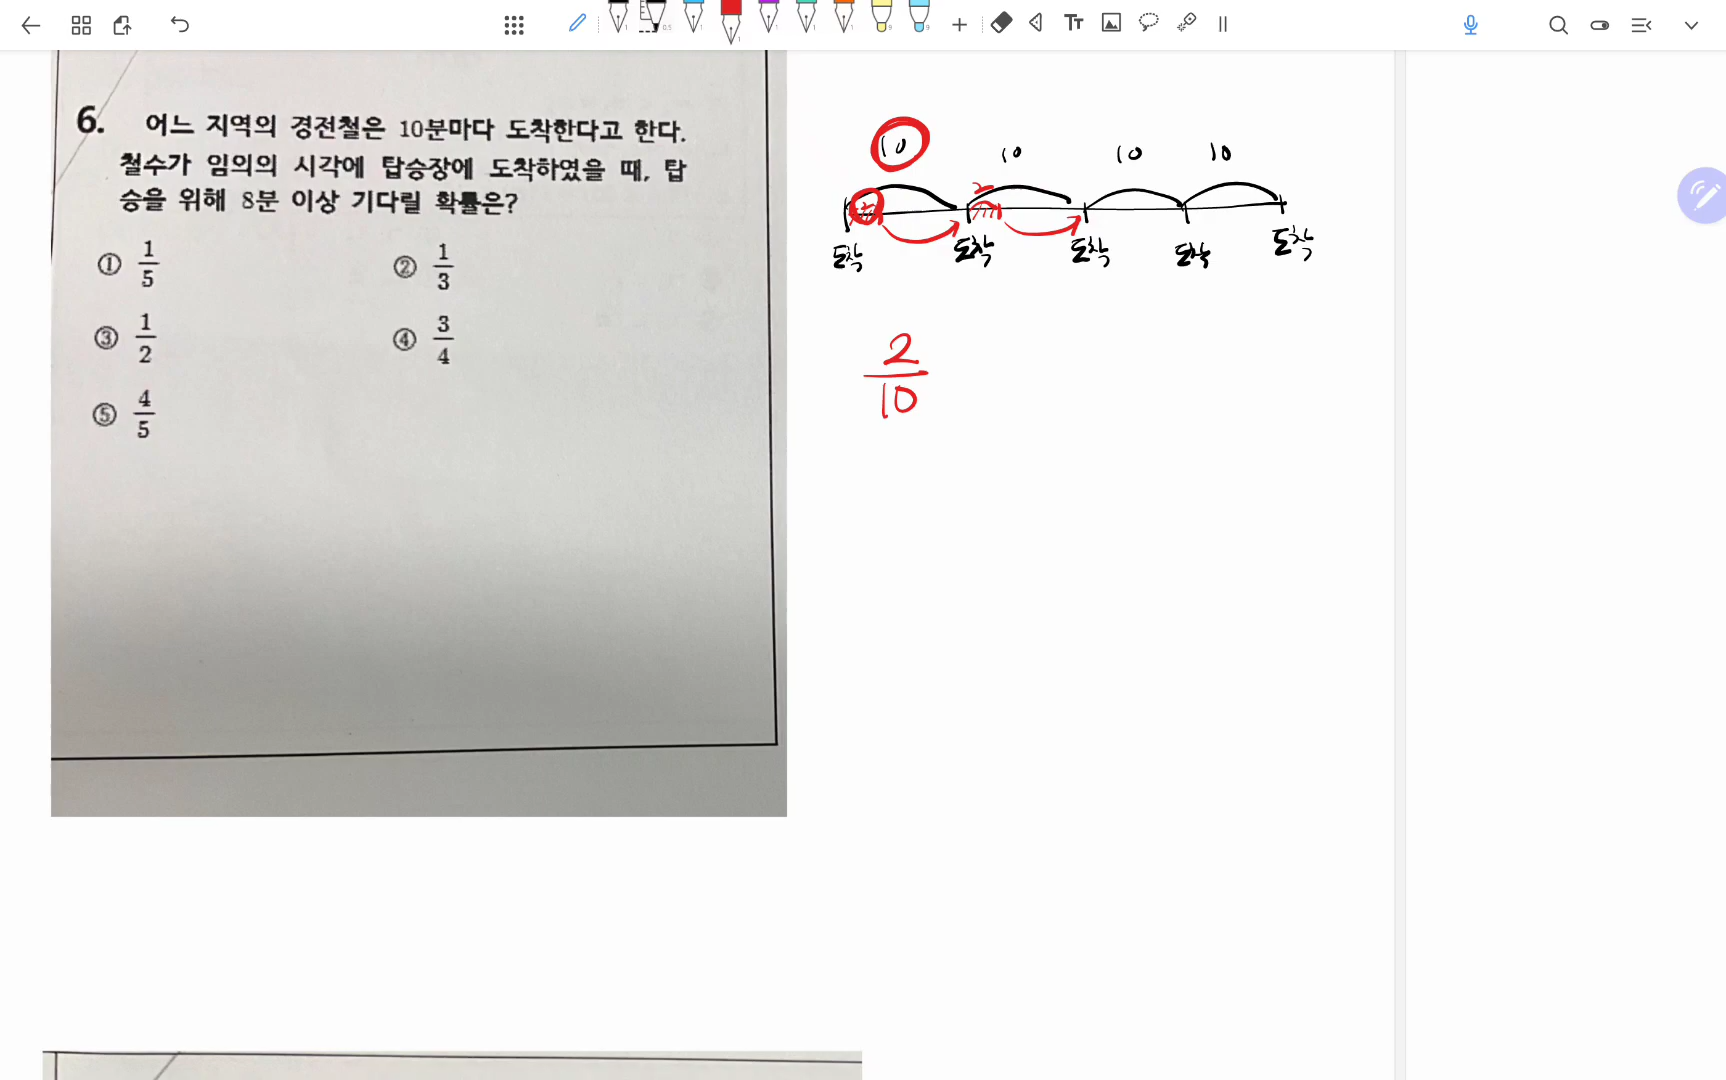 6. 어느 지역의 경전철은 10분마다 도착한다고 한다.
철수가 임의의 시각에 탑승장에 도착하였을 때, 탑
승을 위해 8분 이상 기다릴 확률은?
① 1/5 ② 1/3
③ 1/2 ④ 3/4
⑤ 4/5
10 10 10 10
2 2
도착 도착 도착 도착 도착
2/10